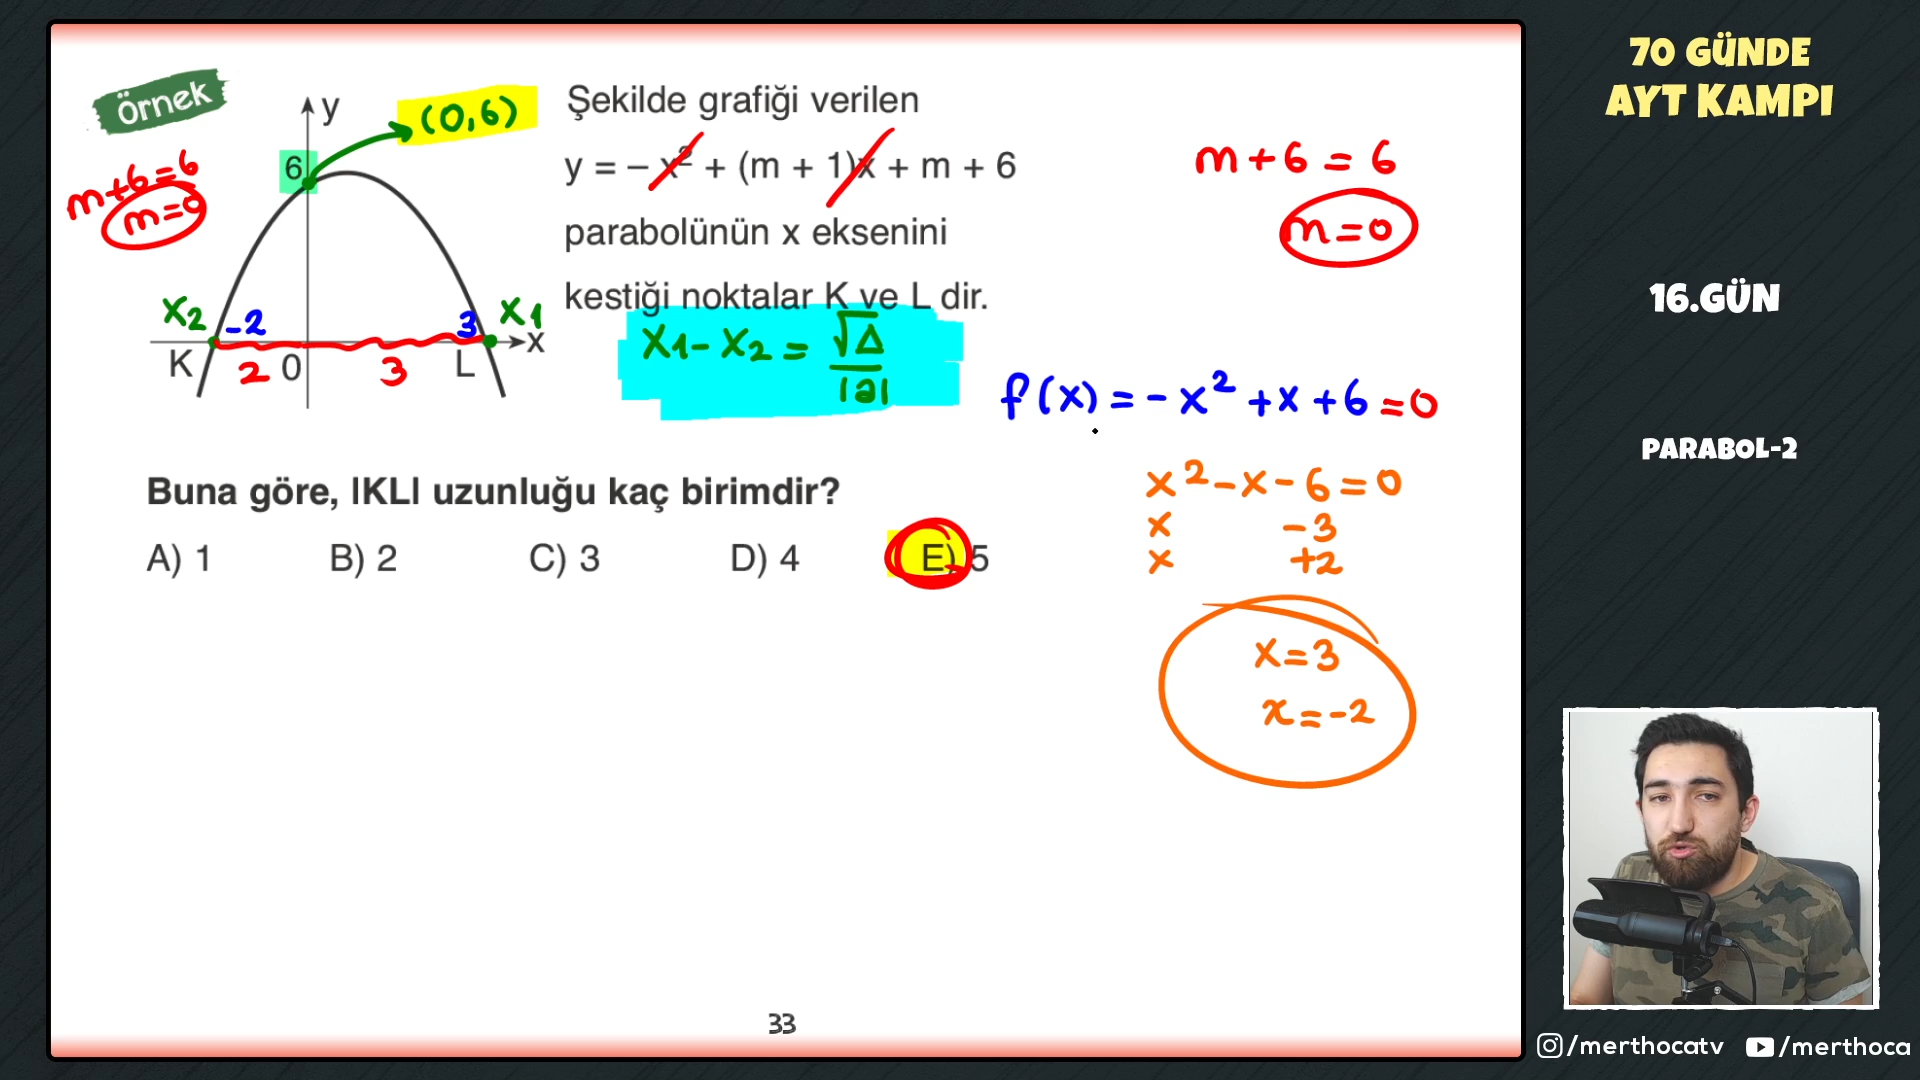 Örnek
y
(0,6)
6
m+6=6
m=0
x2
-2
3
x1
K
2
0
3
L
x
Şekilde grafiği verilen
y = – x² + (m + 1)x + m + 6
parabolünün x eksenini
kestiği noktalar K ve L dir.
x1 - x2 = √Δ / |a|
Buna göre, |KL| uzunluğu kaç birimdir?
A) 1 B) 2 C) 3 D) 4 E) 5
m+6 = 6
m=0
f(x) = -x² + x + 6 = 0
x² - x - 6 = 0
x -3
x +2
x=3
x=-2
33
70 GÜNDE
AYT KAMPI
16.GÜN
PARABOL-2
/merthocatv /merthoca